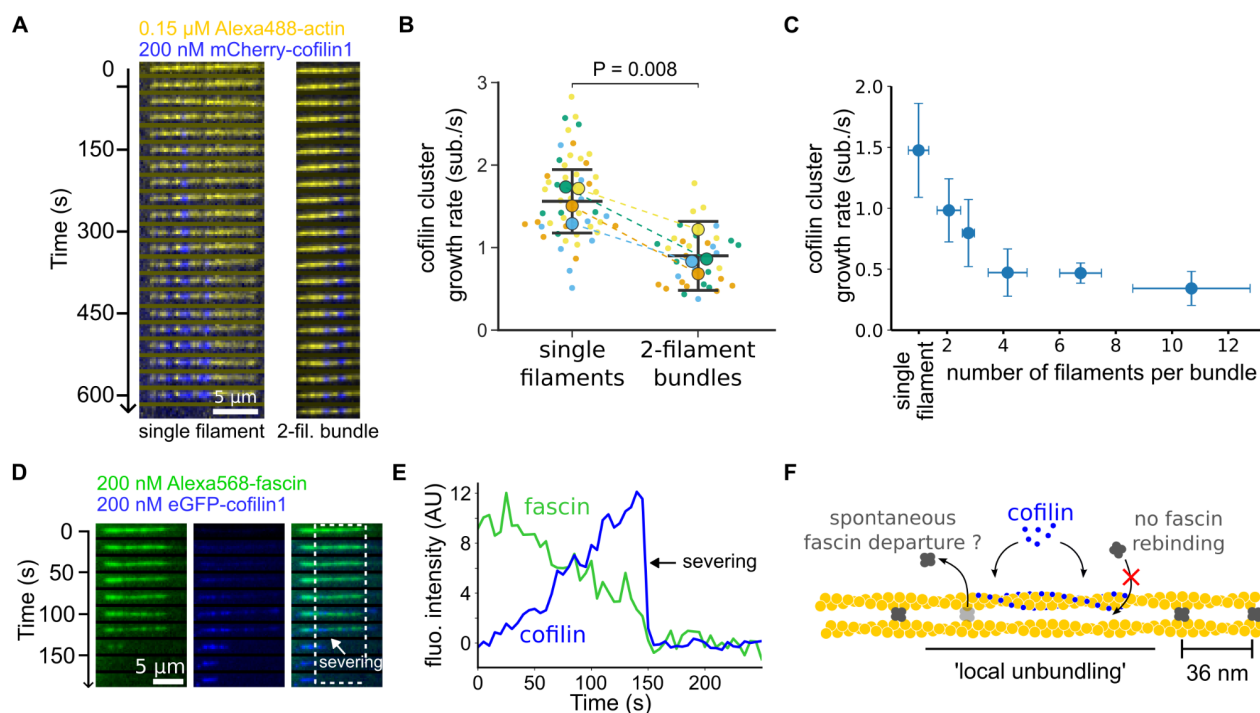 A
0.15 µM Alexa488-actin
200 nM mCherry-cofilin1
0
150
300
450
600
Time (s)
5 µm
single filament
2-fil. bundle
B
P = 0.008
3
2
1
0
cofilin cluster
growth rate (sub./s)
single
filaments
2-filament
bundles
C
2.0
1.5
1.0
0.5
0.0
cofilin cluster
growth rate (sub./s)
single
filament
2
4
6
8
10
12
number of filaments per bundle
D
200 nM Alexa568-fascin
200 nM eGFP-cofilin1
0
50
100
150
Time (s)
5 µm
severing
E
12
8
4
0
fluo. intensity (AU)
fascin
cofilin
severing
0
50
100
150
200
Time (s)
F
spontaneous
fascin departure ?
cofilin
no fascin
rebinding
'local unbundling'
36 nm